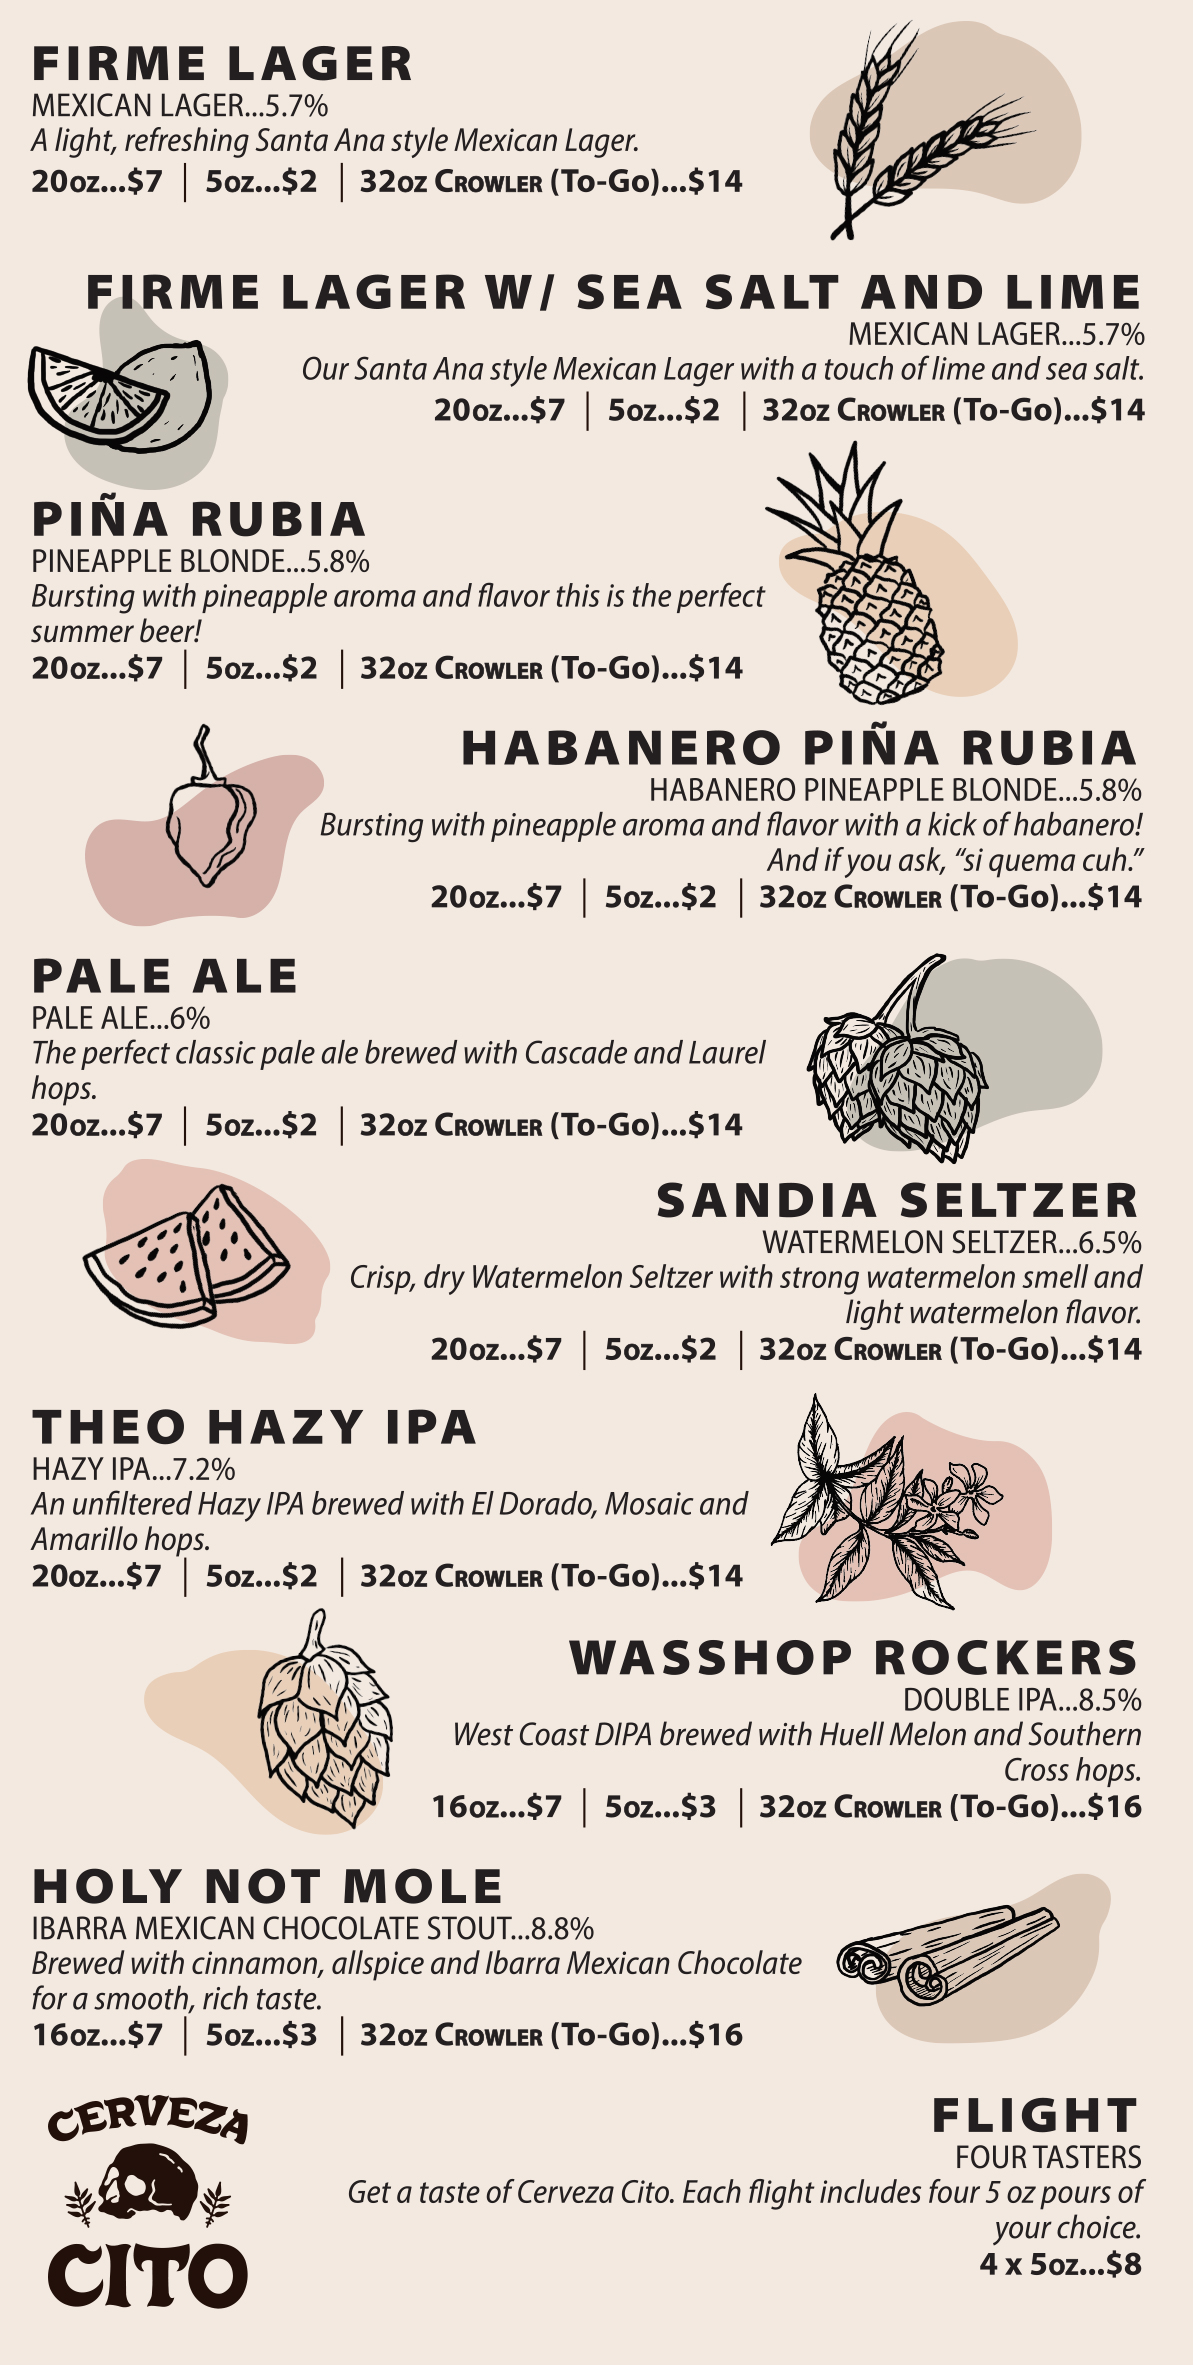 FIRME LAGER
MEXICAN LAGER...5.7%
A light, refreshing Santa Ana style Mexican Lager.
20oz...$7 | 5oz...$2 | 32oz Crowler (To-Go)...$14
FIRME LAGER W/ SEA SALT AND LIME
MEXICAN LAGER...5.7%
Our Santa Ana style Mexican Lager with a touch of lime and sea salt.
20oz...$7 | 5oz...$2 | 32oz Crowler (To-Go)...$14
PIÑA RUBIA
PINEAPPLE BLONDE...5.8%
Bursting with pineapple aroma and flavor this is the perfect
summer beer!
20oz...$7 | 5oz...$2 | 32oz Crowler (To-Go)...$14
HABANERO PIÑA RUBIA
HABANERO PINEAPPLE BLONDE...5.8%
Bursting with pineapple aroma and flavor with a kick of habanero!
And if you ask, “si quema cuh.”
20oz...$7 | 5oz...$2 | 32oz Crowler (To-Go)...$14
PALE ALE
PALE ALE...6%
The perfect classic pale ale brewed with Cascade and Laurel
hops.
20oz...$7 | 5oz...$2 | 32oz Crowler (To-Go)...$14
SANDIA SELTZER
WATERMELON SELTZER...6.5%
Crisp, dry Watermelon Seltzer with strong watermelon smell and
light watermelon flavor.
20oz...$7 | 5oz...$2 | 32oz Crowler (To-Go)...$14
THEO HAZY IPA
HAZY IPA...7.2%
An unfiltered Hazy IPA brewed with El Dorado, Mosaic and
Amarillo hops.
20oz...$7 | 5oz...$2 | 32oz Crowler (To-Go)...$14
WASSHOP ROCKERS
DOUBLE IPA...8.5%
West Coast DIPA brewed with Huell Melon and Southern
Cross hops.
16oz...$7 | 5oz...$3 | 32oz Crowler (To-Go)...$16
HOLY NOT MOLE
IBARRA MEXICAN CHOCOLATE STOUT...8.8%
Brewed with cinnamon, allspice and Ibarra Mexican Chocolate
for a smooth, rich taste.
16oz...$7 | 5oz...$3 | 32oz Crowler (To-Go)...$16
CERVEZA
CITO
FLIGHT
FOUR TASTERS
Get a taste of Cerveza Cito. Each flight includes four 5 oz pours of
your choice.
4 x 5oz...$8